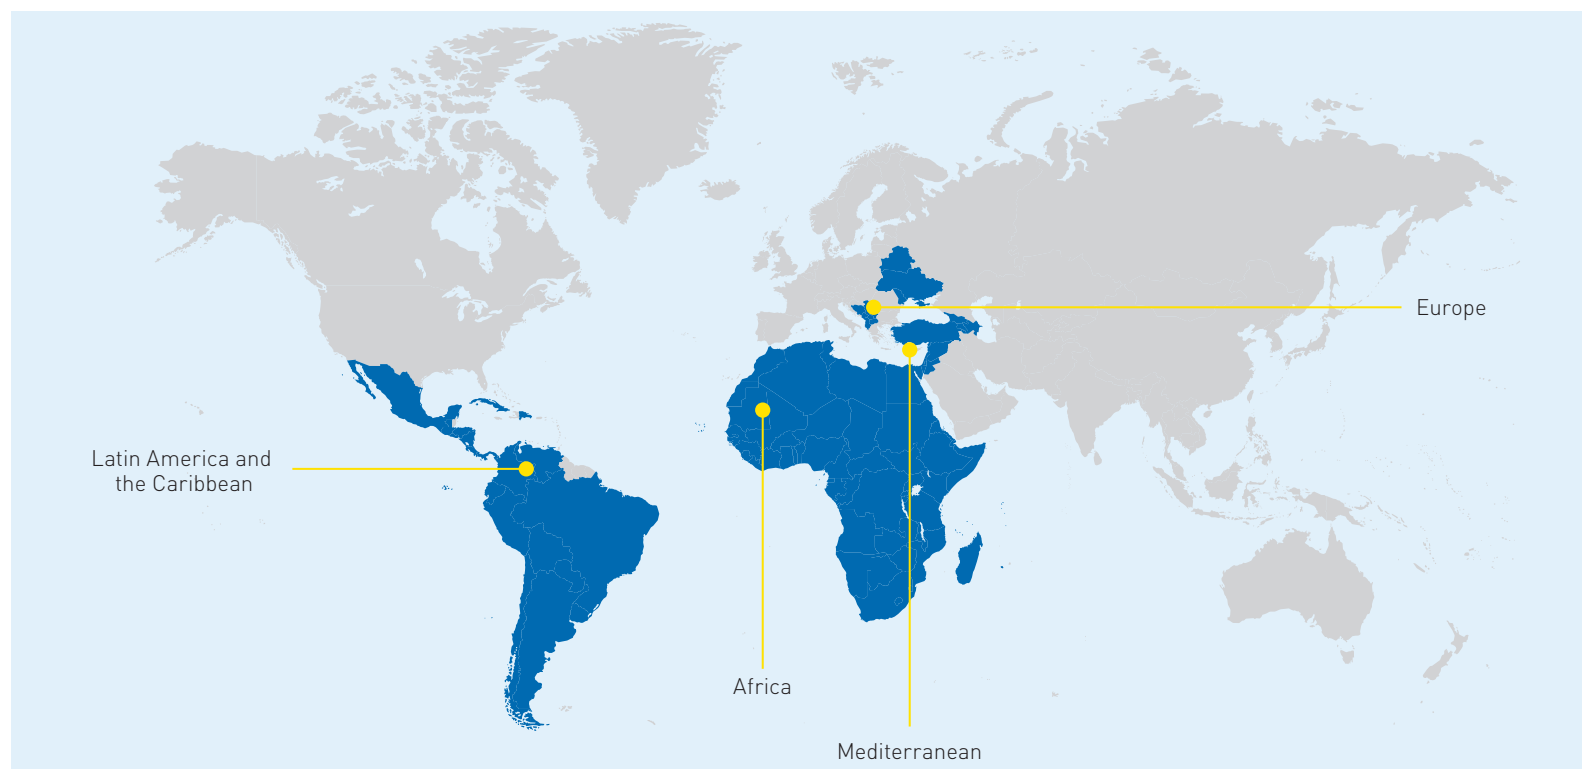 Europe
Latin America and
the Caribbean
Africa
Mediterranean